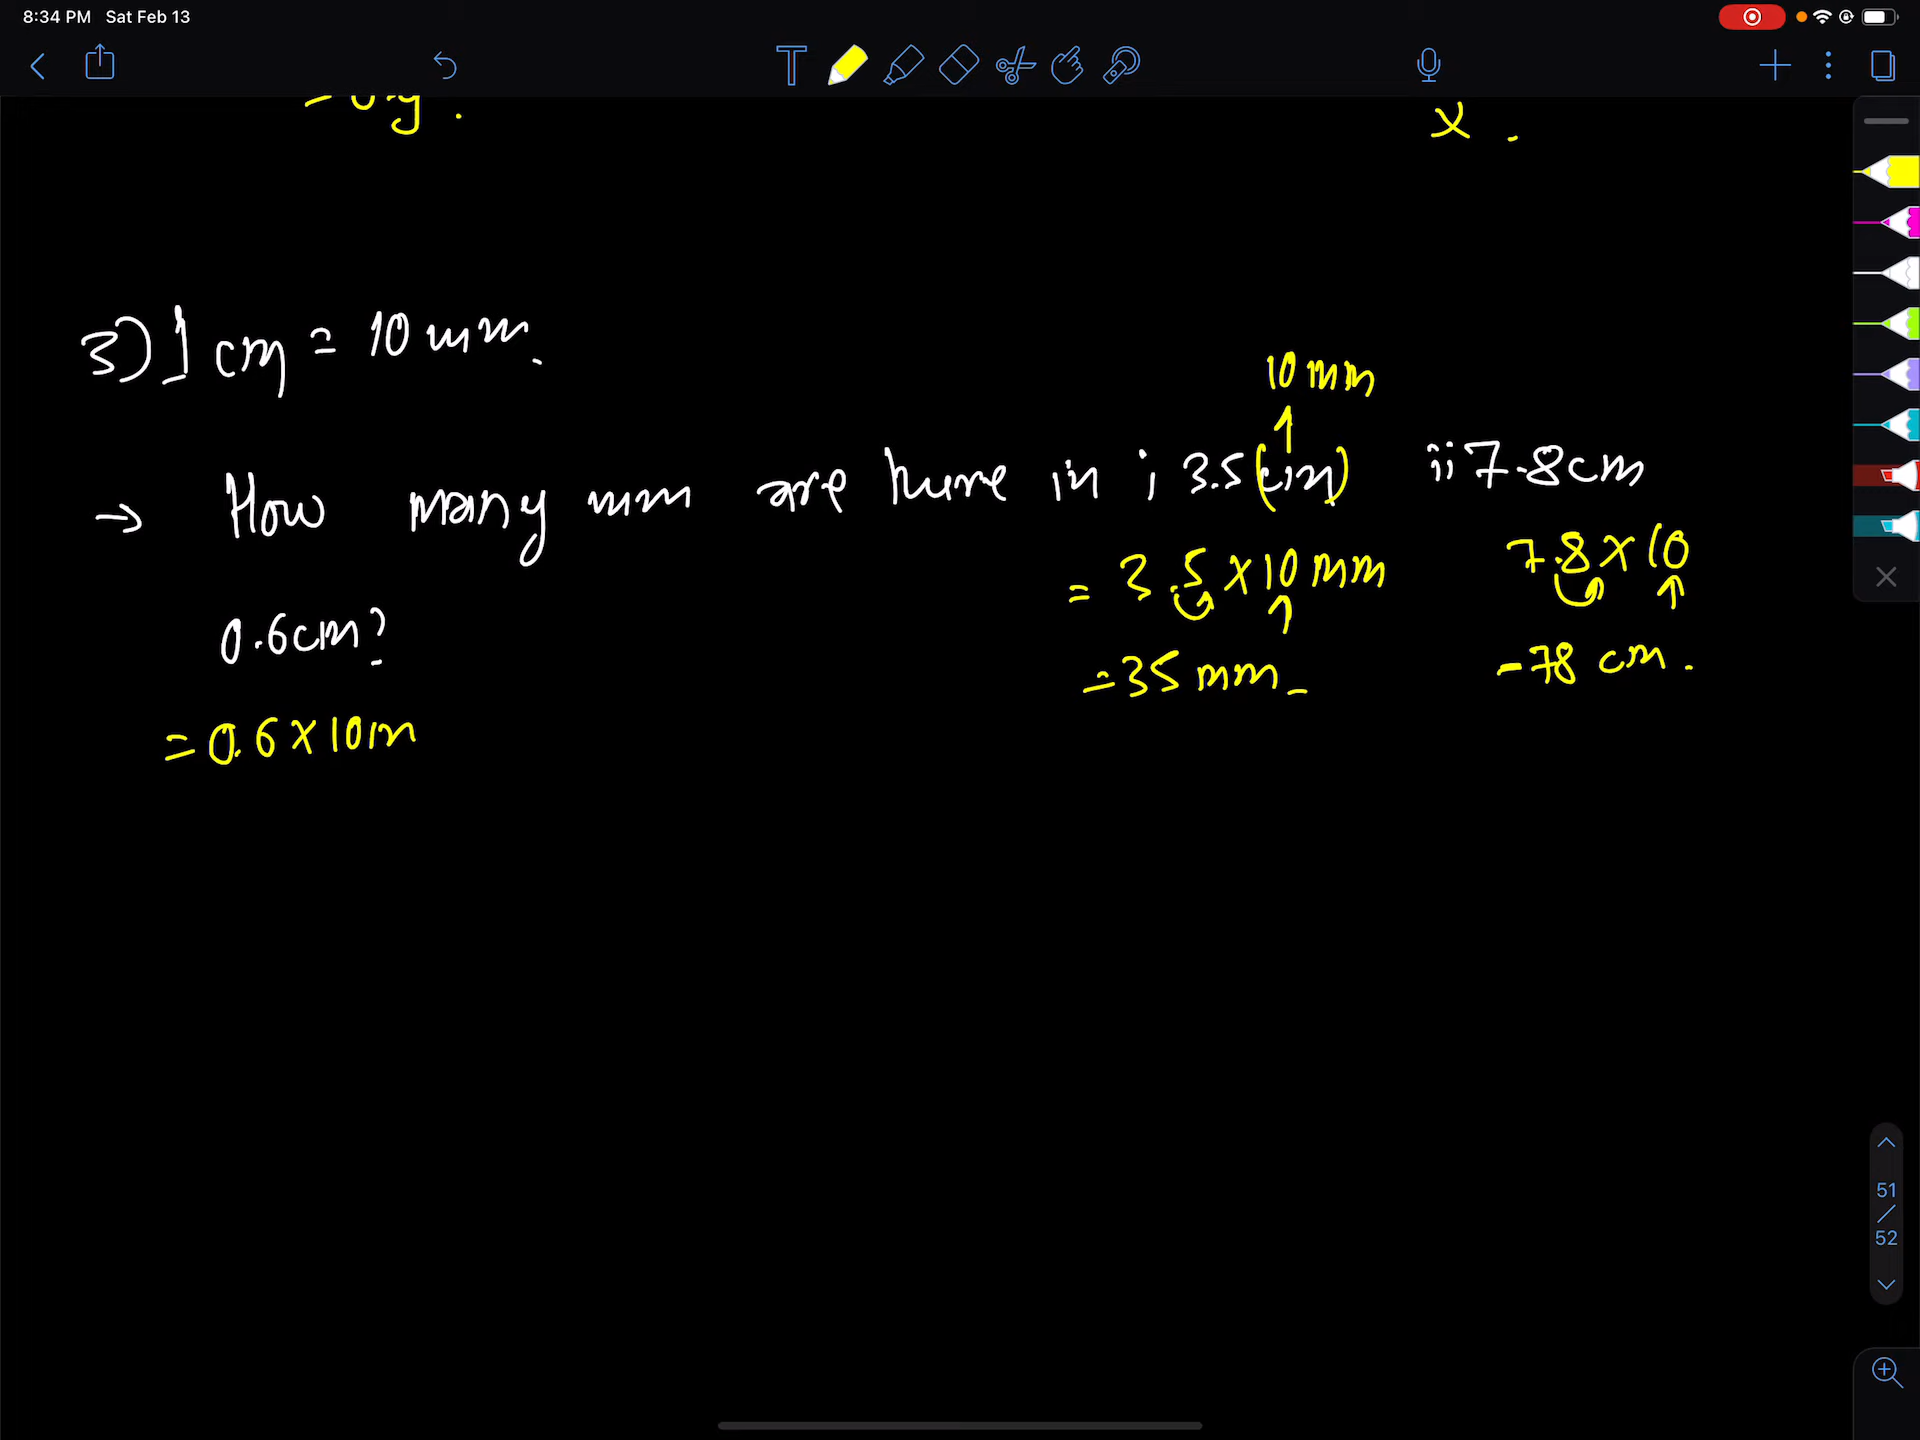 8:34 PM Sat Feb 13
x .
3) 1 cm = 10 mm.
10 mm
→ How many mm are here in i 3.5 (cm) ii 7.8cm
= 3.5 x 10 mm
7.8 x 10
0.6cm?
= 35 mm
- 78 cm.
= 0.6 x 10m
51
/
52